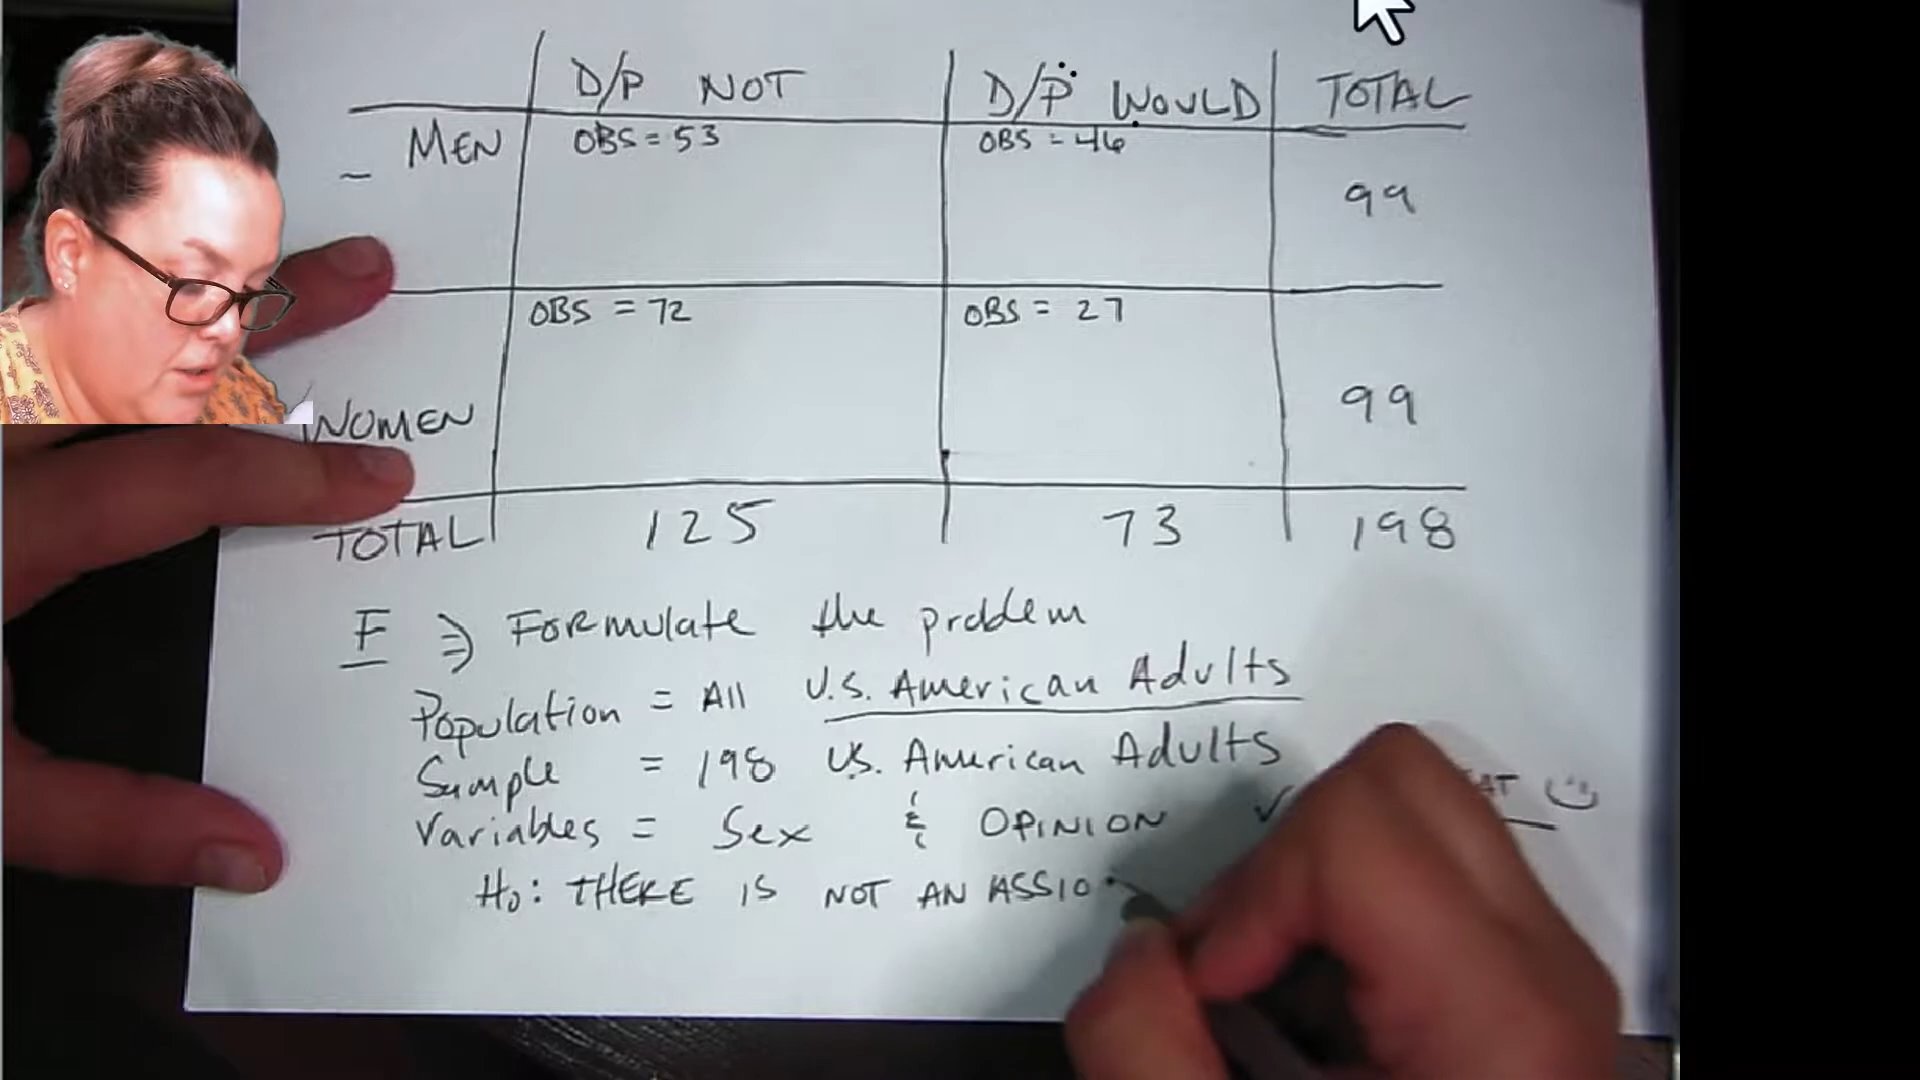 D/P NOT D/P WOULD TOTAL
MEN OBS = 53 OBS = 46 99
OBS = 72 OBS = 27
WOMEN 99
TOTAL 125 73 198
F ⇒ FORMULATE the problem
Population = All U.S. American Adults
Sample = 198 US. American Adults
Variables = Sex & OPINION ✓
H₀: THERE IS NOT AN ASSIO